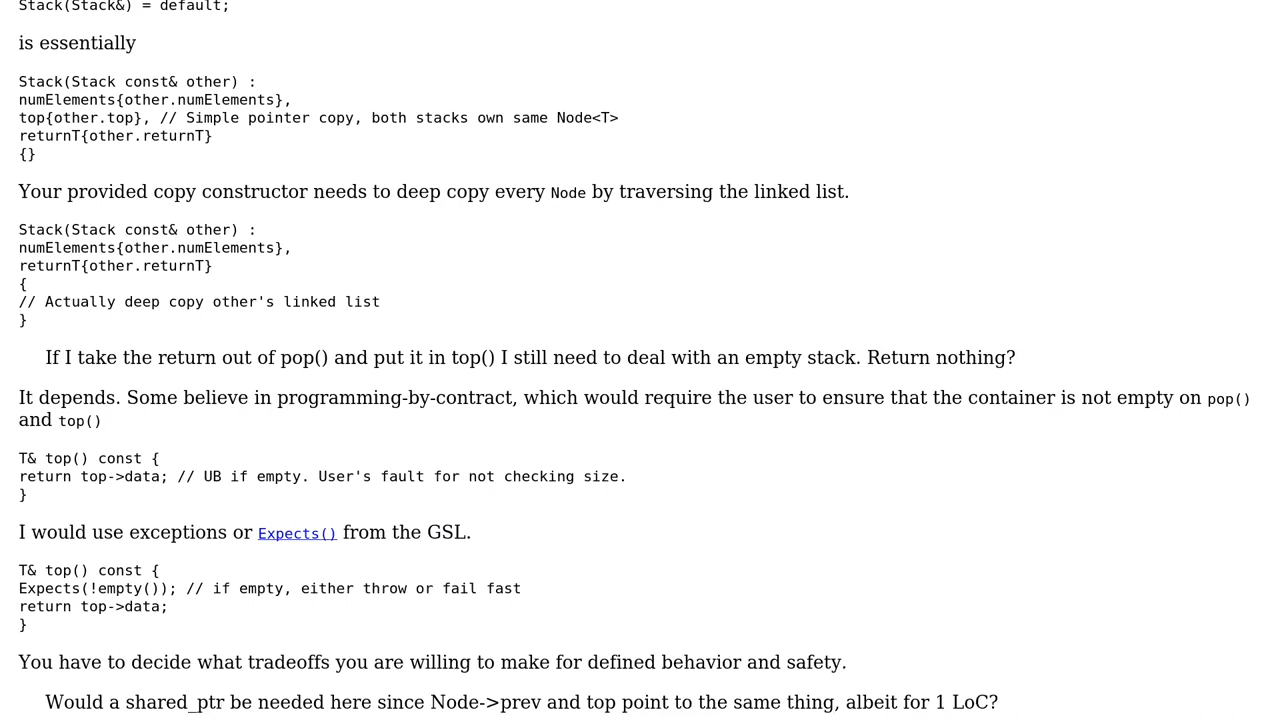 Stack(Stack&) = default;
is essentially
Stack(Stack const& other) :
numElements{other.numElements},
top{other.top}, // Simple pointer copy, both stacks own same Node<T>
returnT{other.returnT}
{}
Your provided copy constructor needs to deep copy every Node by traversing the linked list.
Stack(Stack const& other) :
numElements{other.numElements},
returnT{other.returnT}
{
// Actually deep copy other's linked list
}
If I take the return out of pop() and put it in top() I still need to deal with an empty stack. Return nothing?
It depends. Some believe in programming-by-contract, which would require the user to ensure that the container is not empty on pop()
and top()
T& top() const {
return top->data; // UB if empty. User's fault for not checking size.
}
I would use exceptions or Expects() from the GSL.
T& top() const {
Expects(!empty()); // if empty, either throw or fail fast
return top->data;
}
You have to decide what tradeoffs you are willing to make for defined behavior and safety.
Would a shared_ptr be needed here since Node->prev and top point to the same thing, albeit for 1 LoC?